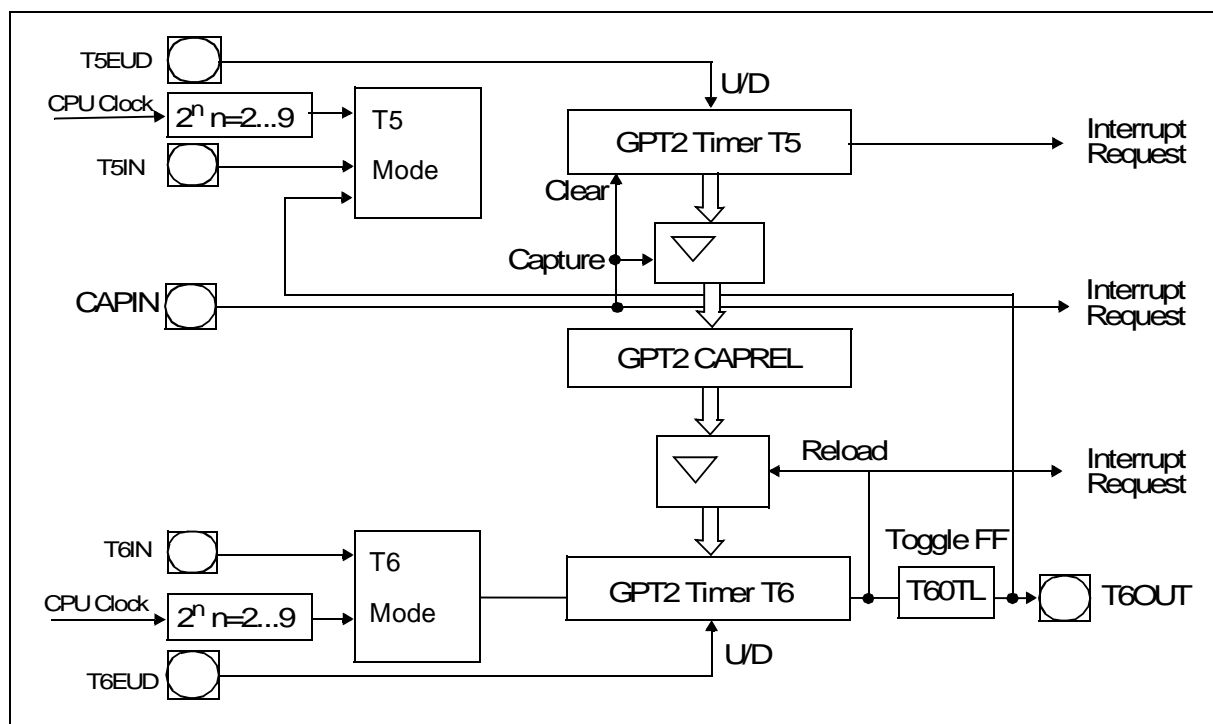 T5EUD
U/D
CPU Clock
2ⁿ n=2...9
T5
Mode
GPT2 Timer T5
Interrupt
Request
T5IN
Clear
Capture
CAPIN
Interrupt
Request
GPT2 CAPREL
Reload
Interrupt
Request
T6IN
T6
Mode
Toggle FF
GPT2 Timer T6
T60TL
T6OUT
CPU Clock
2ⁿ n=2...9
U/D
T6EUD